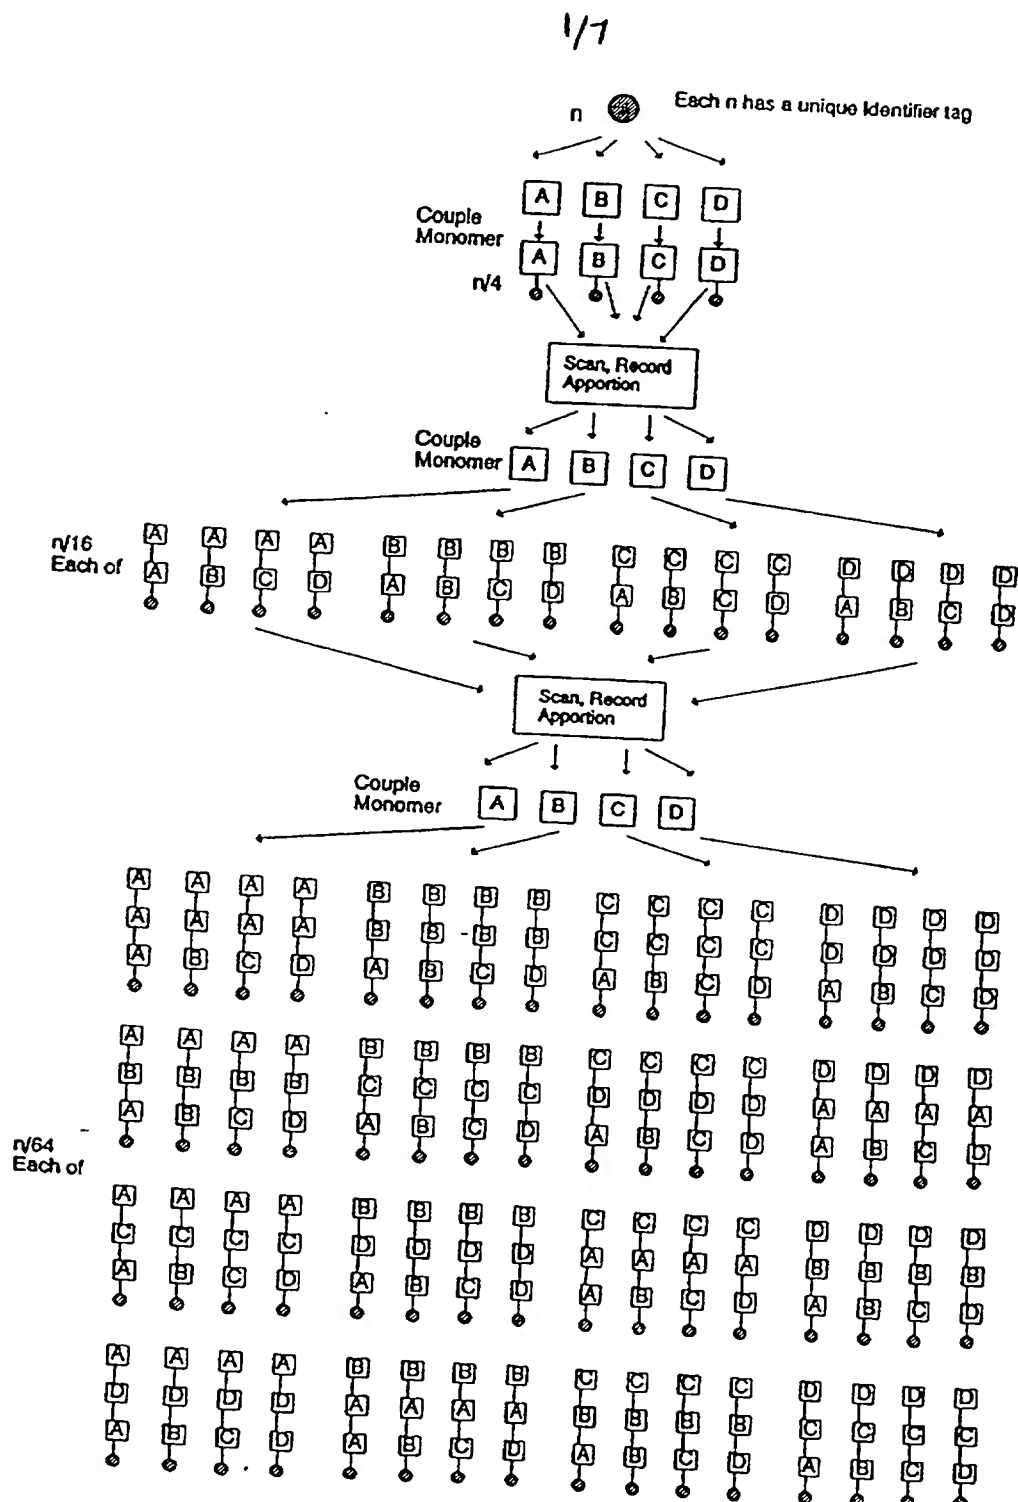 1/7
n Each n has a unique identifier tag
A B C D
Couple
Monomer
A B C D
n/4
Scan, Record
Apportion
Couple
Monomer
A B C D
n/16
Each of
A A A A B B B B C C C C D D D D
A B C D A B C D A B C D A B C D
Scan, Record
Apportion
Couple
Monomer
A B C D
A A A A B B B B C C C C D D D D
A A A A B B B B C C C C D D D D
A B C D A B C D A B C D A B C D
A A A A B B B B C C C C D D D D
B B B B C C C C D D D D A A A A
A B C D A B C D A B C D A B C D
n/64
Each of
A A A A B B B B C C C C D D D D
C C C C D D D D A A A A B B B B
A B C D A B C D A B C D A B C D
A A A A B B B B C C C C D D D D
D D D D A A A A B B B B C C C C
A B C D A B C D A B C D A B C D